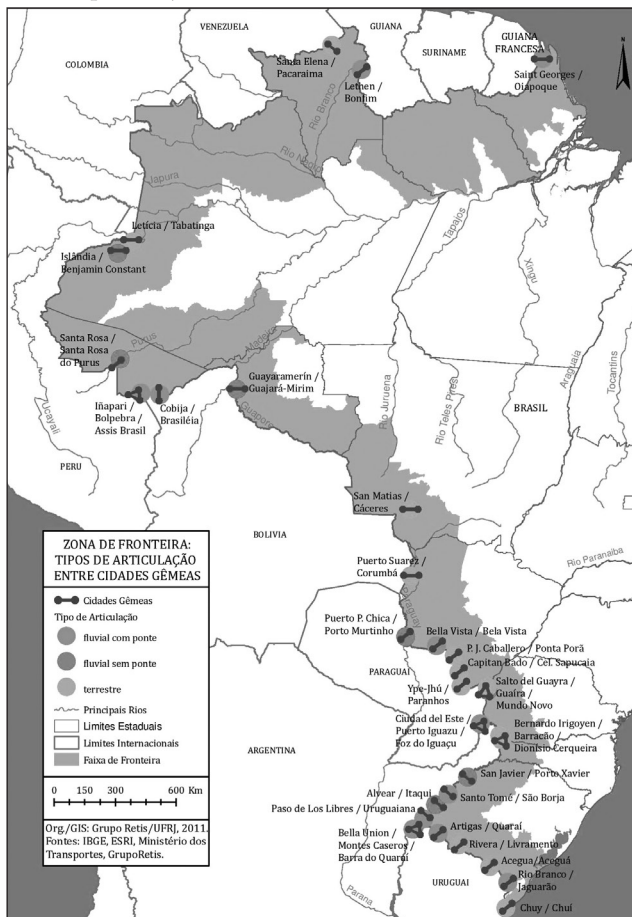 VENEZUELA
GUIANA
SURINAME
GUIANA
FRANCESA
COLOMBIA
Santa Elena /
Pacaraima
Lethen /
Bonfim
Saint Georges /
Oiapoque
Rio Branco
Rio Negro
Iapura
Letícia / Tabatinga
Islândia /
Benjamin Constant
Tapajos
Xingu
Santa Rosa /
Santa Rosa
do Purus
Purus
Madeira
Iñapari /
Bolpebra /
Assis Brasil
Cobija /
Brasiléia
Guayaramerín /
Guajará-Mirim
Guaporé
Rio Juruena
Rio Teles Pires
Araguaia
Tocantins
Ucayali
PERU
BRASIL
San Matias /
Cáceres
BOLIVIA
Rio Paranaiba
Puerto Suarez /
Corumbá
Paraguay
Puerto P. Chica /
Porto Murtinho
Bella Vista / Bela Vista
P. J. Caballero / Ponta Porã
Capitan Bado / Cel. Sapucaia
PARAGUAI
Ype-Jhú /
Paranhos
Salto del Guayra /
Guaíra /
Mundo Novo
Ciudad del Este /
Puerto Iguazu /
Foz do Iguaçu
Bernardo Irigoyen /
Barracão
Dionísio Cerqueira
ARGENTINA
San Javier / Porto Xavier
Alvear / Itaqui
Santo Tomé / São Borja
Paso de Los Libres / Uruguaiana
Artigas / Quaraí
Bella Union /
Montes Caseros /
Barra do Quaraí
Rivera / Livramento
Acegua/Aceguá
Rio Branco /
Jaguarão
Parana
URUGUAI
Chuy / Chuí
ZONA DE FRONTEIRA:
TIPOS DE ARTICULAÇÃO
ENTRE CIDADES GÊMEAS
Cidades Gêmeas
Tipo de Articulação
fluvial com ponte
fluvial sem ponte
terrestre
Principais Rios
Limites Estaduais
Limites Internacionais
Faixa de Fronteira
0 150 300 600 Km
Org./GIS: Grupo Retis/UFRJ, 2011.
Fontes: IBGE, ESRI, Ministério dos
Transportes, GrupoRetis.